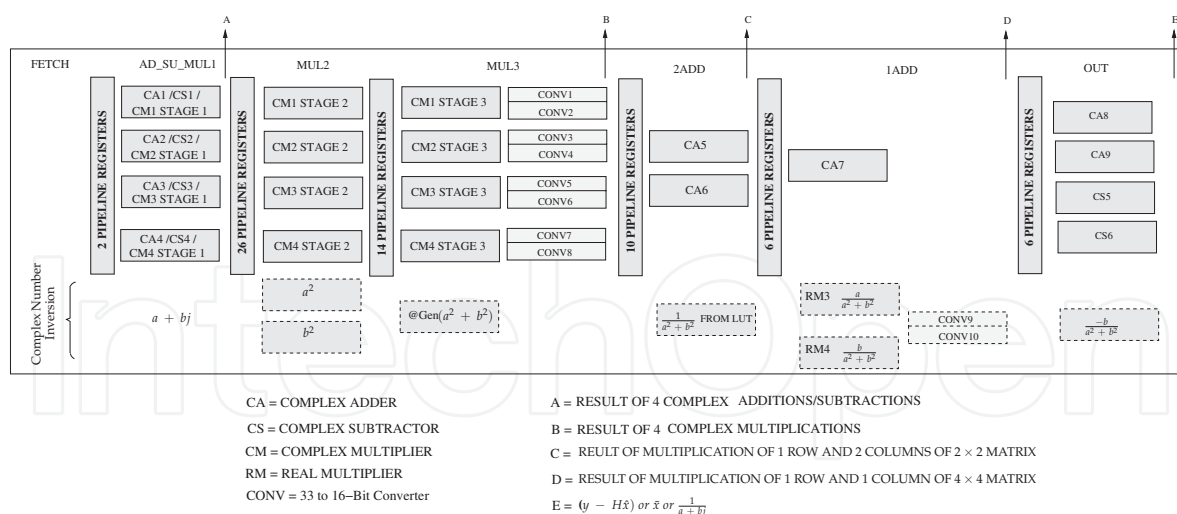 A B C D E
FETCH AD_SU_MUL1 MUL2 MUL3 2ADD 1ADD OUT
2 PIPELINE REGISTERS
CA1 /CS1 /
CM1 STAGE 1
CA2 /CS2 /
CM2 STAGE 1
CA3 /CS3 /
CM3 STAGE 1
CA4 /CS4 /
CM4 STAGE 1
26 PIPELINE REGISTERS
CM1 STAGE 2
CM2 STAGE 2
CM3 STAGE 2
CM4 STAGE 2
14 PIPELINE REGISTERS
CM1 STAGE 3
CM2 STAGE 3
CM3 STAGE 3
CM4 STAGE 3
CONV1
CONV2
CONV3
CONV4
CONV5
CONV6
CONV7
CONV8
10 PIPELINE REGISTERS
CA5
CA6
6 PIPELINE REGISTERS
CA7
6 PIPELINE REGISTERS
CA8
CA9
CS5
CS6
Complex Number
Inversion
a + bj
a²
b²
@Gen(a² + b²)
1/(a² + b²) FROM LUT
RM3 a/(a² + b²)
RM4 b/(a² + b²)
CONV9
CONV10
−b/(a² + b²)
CA = COMPLEX ADDER
CS = COMPLEX SUBTRACTOR
CM = COMPLEX MULTIPLIER
RM = REAL MULTIPLIER
CONV = 33 to 16−Bit Converter
A = RESULT OF 4 COMPLEX ADDITIONS/SUBTRACTIONS
B = RESULT OF 4 COMPLEX MULTIPLICATIONS
C = REULT OF MULTIPLICATION OF 1 ROW AND 2 COLUMNS OF 2 × 2 MATRIX
D = RESULT OF MULTIPLICATION OF 1 ROW AND 1 COLUMN OF 4 × 4 MATRIX
E = (y − Hx̂) or x̄ or 1/(a + bj)
IntechOpen